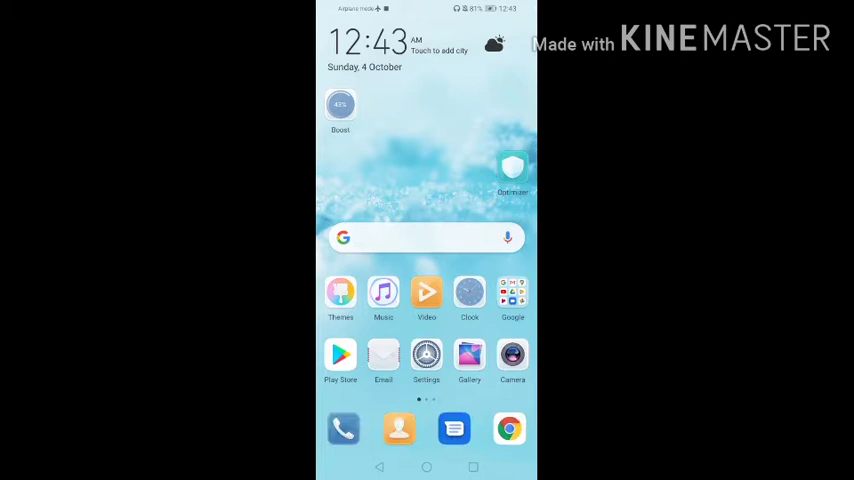 Airplane mode 81% 12:43
Made with KINEMASTER
12:43 AM
Touch to add city
Sunday, 4 October
43%
Boost
Optimizer
G
Themes Music Video Clock Google
Play Store Email Settings Gallery Camera